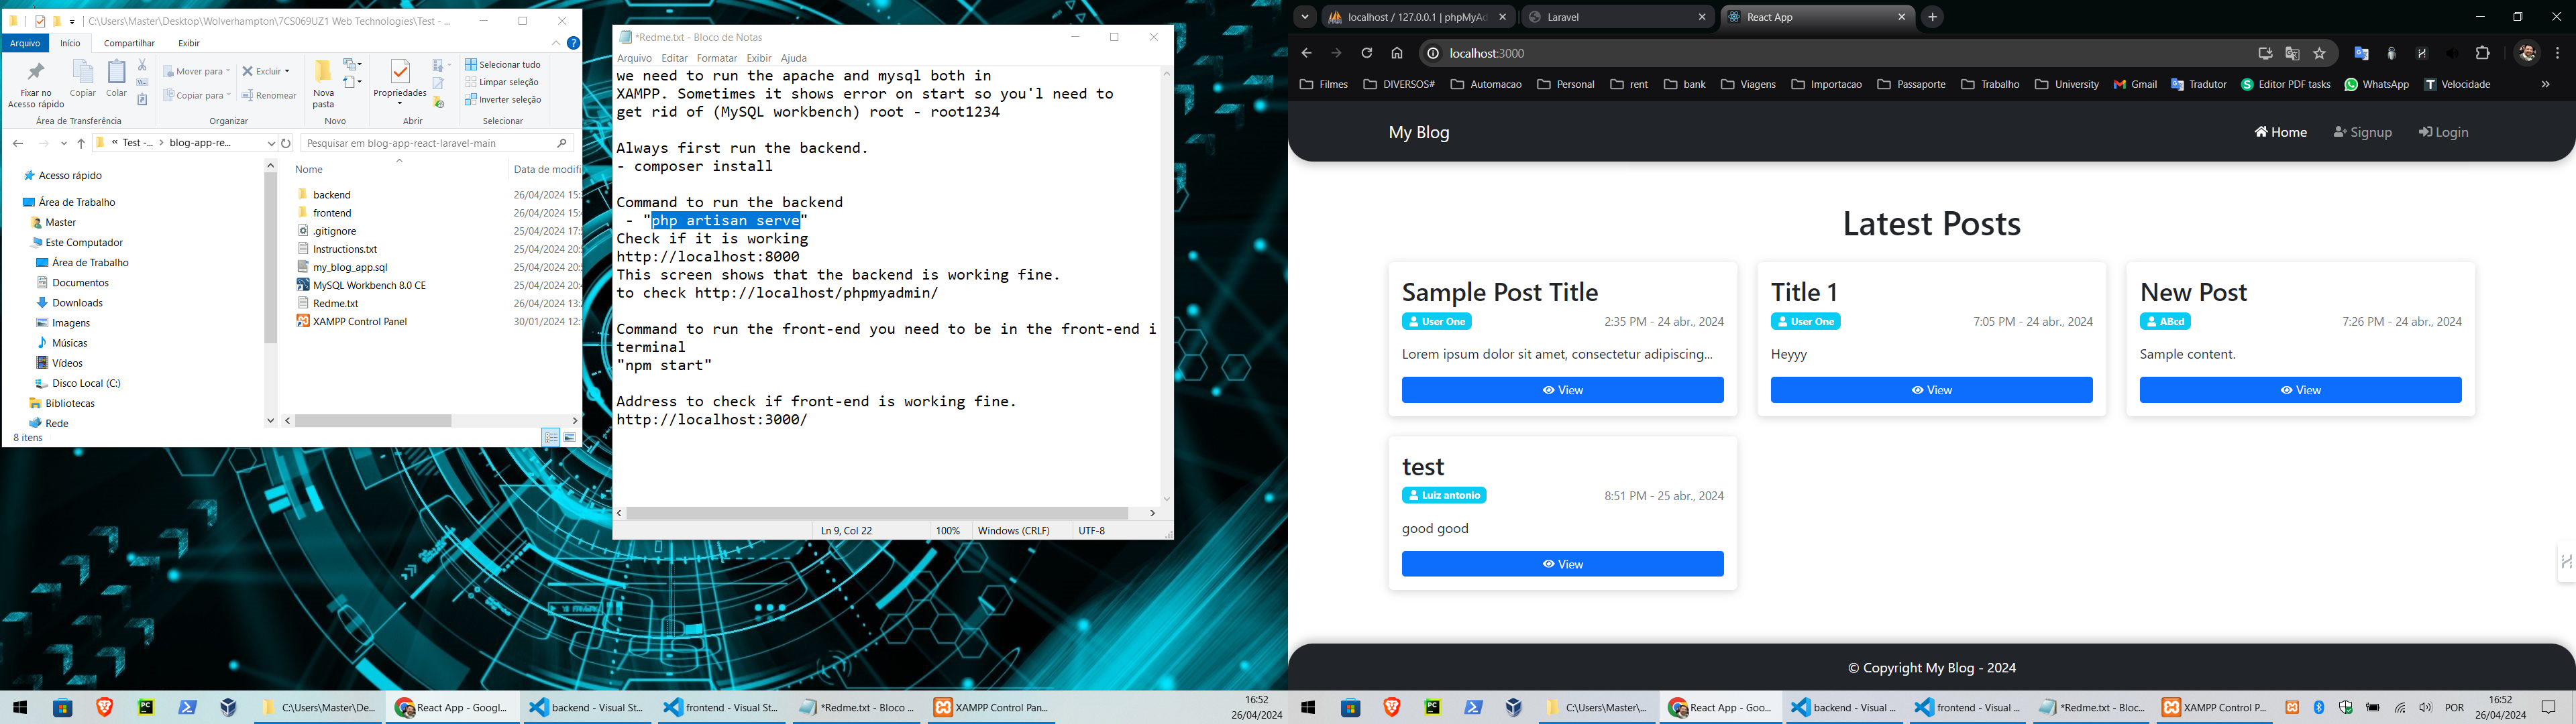 C:\Users\Master\Desktop\Wolverhampton\7CS069UZ1 Web Technologies\Test - ...
Arquivo Início Compartilhar Exibir
Fixar no Acesso rápido
Copiar
Colar
Mover para
Copiar para
Excluir
Renomear
Nova pasta
Propriedades
Selecionar tudo
Limpar seleção
Inverter seleção
Área de Transferência Organizar Novo Abrir Selecionar
« Test -... > blog-app-re...
Pesquisar em blog-app-react-laravel-main
Acesso rápido
Área de Trabalho
Master
Este Computador
Área de Trabalho
Documentos
Downloads
Imagens
Músicas
Vídeos
Disco Local (C:)
Bibliotecas
Rede
Nome Data de modifi
backend 26/04/2024 15:
frontend 26/04/2024 15:
.gitignore 25/04/2024 17:
Instructions.txt 25/04/2024 20:
my_blog_app.sql 25/04/2024 20:
MySQL Workbench 8.0 CE 25/04/2024 20:
Redme.txt 26/04/2024 13:
XAMPP Control Panel 30/01/2024 12:
8 itens
*Redme.txt - Bloco de Notas
Arquivo Editar Formatar Exibir Ajuda
we need to run the apache and mysql both in
XAMPP. Sometimes it shows error on start so you'l need to
get rid of (MySQL workbench) root - root1234
Always first run the backend.
- composer install
Command to run the backend
- "php artisan serve"
Check if it is working
http://localhost:8000
This screen shows that the backend is working fine.
to check http://localhost/phpmyadmin/
Command to run the front-end you need to be in the front-end i
terminal
"npm start"
Address to check if front-end is working fine.
http://localhost:3000/
Ln 9, Col 22 100% Windows (CRLF) UTF-8
localhost / 127.0.0.1 | phpMyAd
Laravel
React App
localhost:3000
Filmes DIVERSOS# Automacao Personal rent bank Viagens Importacao Passaporte Trabalho University Gmail Tradutor Editor PDF tasks WhatsApp Velocidade
My Blog
Home Signup Login
Latest Posts
Sample Post Title
User One 2:35 PM - 24 abr., 2024
Lorem ipsum dolor sit amet, consectetur adipiscing...
View
Title 1
User One 7:05 PM - 24 abr., 2024
Heyyy
View
New Post
ABcd 7:26 PM - 24 abr., 2024
Sample content.
View
test
Luiz antonio 8:51 PM - 25 abr., 2024
good good
View
© Copyright My Blog - 2024
C:\Users\Master\De... React App - Googl... backend - Visual St... frontend - Visual St... *Redme.txt - Bloco ... XAMPP Control Pan...
16:52
26/04/2024
C:\Users\Master\... React App - Goo... backend - Visual ... frontend - Visual ... *Redme.txt - Bloc... XAMPP Control P...
POR
16:52
26/04/2024